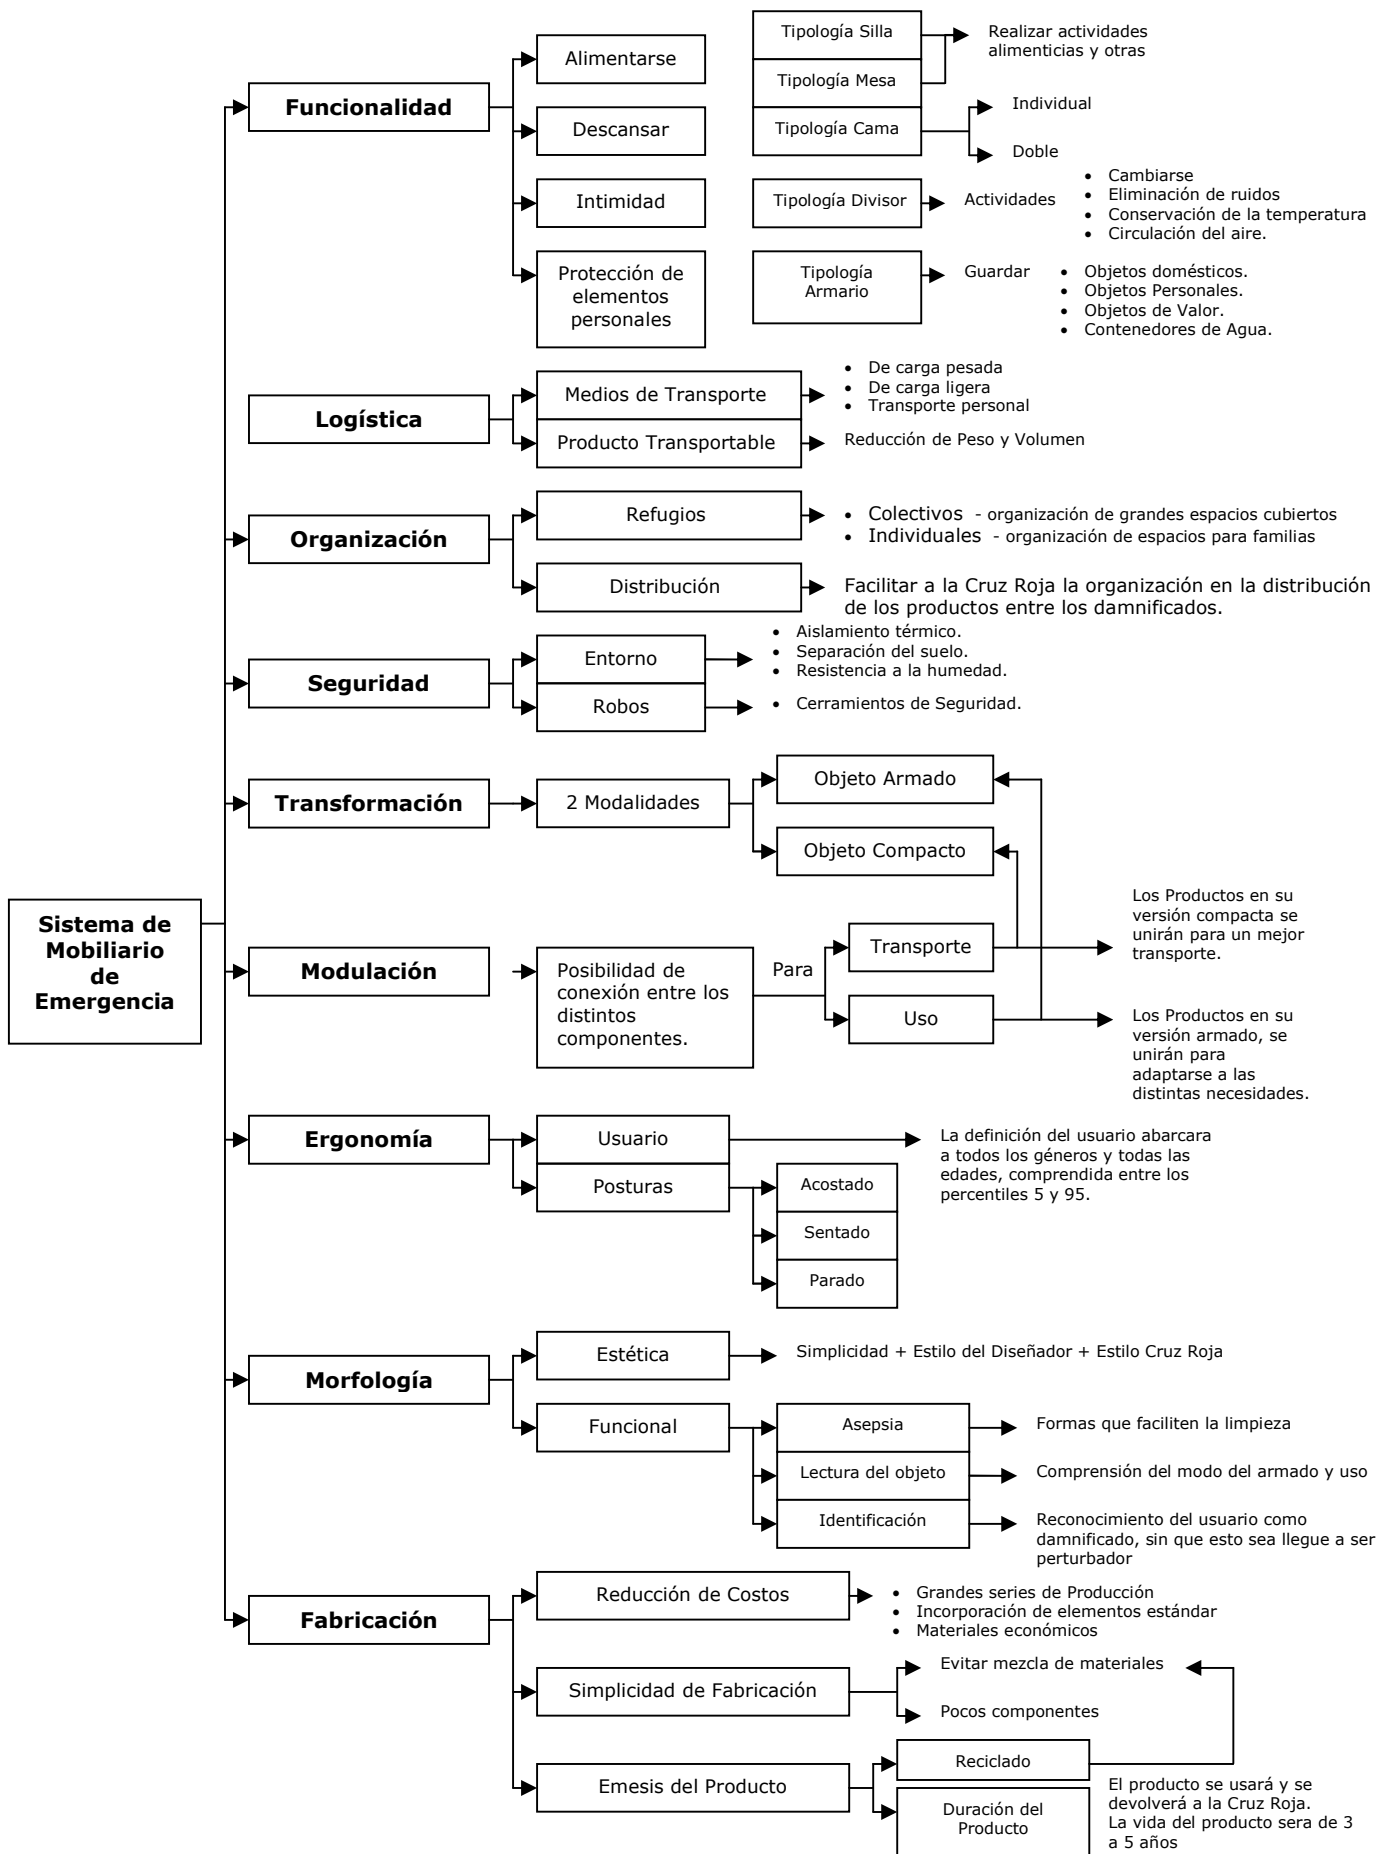 Sistema de
Mobiliario
de
Emergencia
Funcionalidad
Alimentarse
Descansar
Intimidad
Protección de
elementos
personales
Tipología Silla
Tipología Mesa
Tipología Cama
Realizar actividades
alimenticias y otras
Individual
Doble
Tipología Divisor
Actividades
• Cambiarse
• Eliminación de ruidos
• Conservación de la temperatura
• Circulación del aire.
Tipología
Armario
Guardar
• Objetos domésticos.
• Objetos Personales.
• Objetos de Valor.
• Contenedores de Agua.
Logística
Medios de Transporte
• De carga pesada
• De carga ligera
• Transporte personal
Producto Transportable
Reducción de Peso y Volumen
Organización
Refugios
• Colectivos - organización de grandes espacios cubiertos
• Individuales - organización de espacios para familias
Distribución
Facilitar a la Cruz Roja la organización en la distribución
de los productos entre los damnificados.
Seguridad
Entorno
• Aislamiento térmico.
• Separación del suelo.
• Resistencia a la humedad.
Robos
• Cerramientos de Seguridad.
Transformación
2 Modalidades
Objeto Armado
Objeto Compacto
Modulación
Posibilidad de
conexión entre los
distintos
componentes.
Para
Transporte
Los Productos en su
versión compacta se
unirán para un mejor
transporte.
Uso
Los Productos en su
versión armado, se
unirán para
adaptarse a las
distintas necesidades.
Ergonomía
Usuario
La definición del usuario abarcara
a todos los géneros y todas las
edades, comprendida entre los
percentiles 5 y 95.
Posturas
Acostado
Sentado
Parado
Morfología
Estética
Simplicidad + Estilo del Diseñador + Estilo Cruz Roja
Funcional
Asepsia
Formas que faciliten la limpieza
Lectura del objeto
Comprensión del modo del armado y uso
Identificación
Reconocimiento del usuario como
damnificado, sin que esto sea llegue a ser
perturbador
Fabricación
Reducción de Costos
• Grandes series de Producción
• Incorporación de elementos estándar
• Materiales económicos
Simplicidad de Fabricación
Evitar mezcla de materiales
Pocos componentes
Emesis del Producto
Reciclado
Duración del
Producto
El producto se usará y se
devolverá a la Cruz Roja.
La vida del producto sera de 3
a 5 años